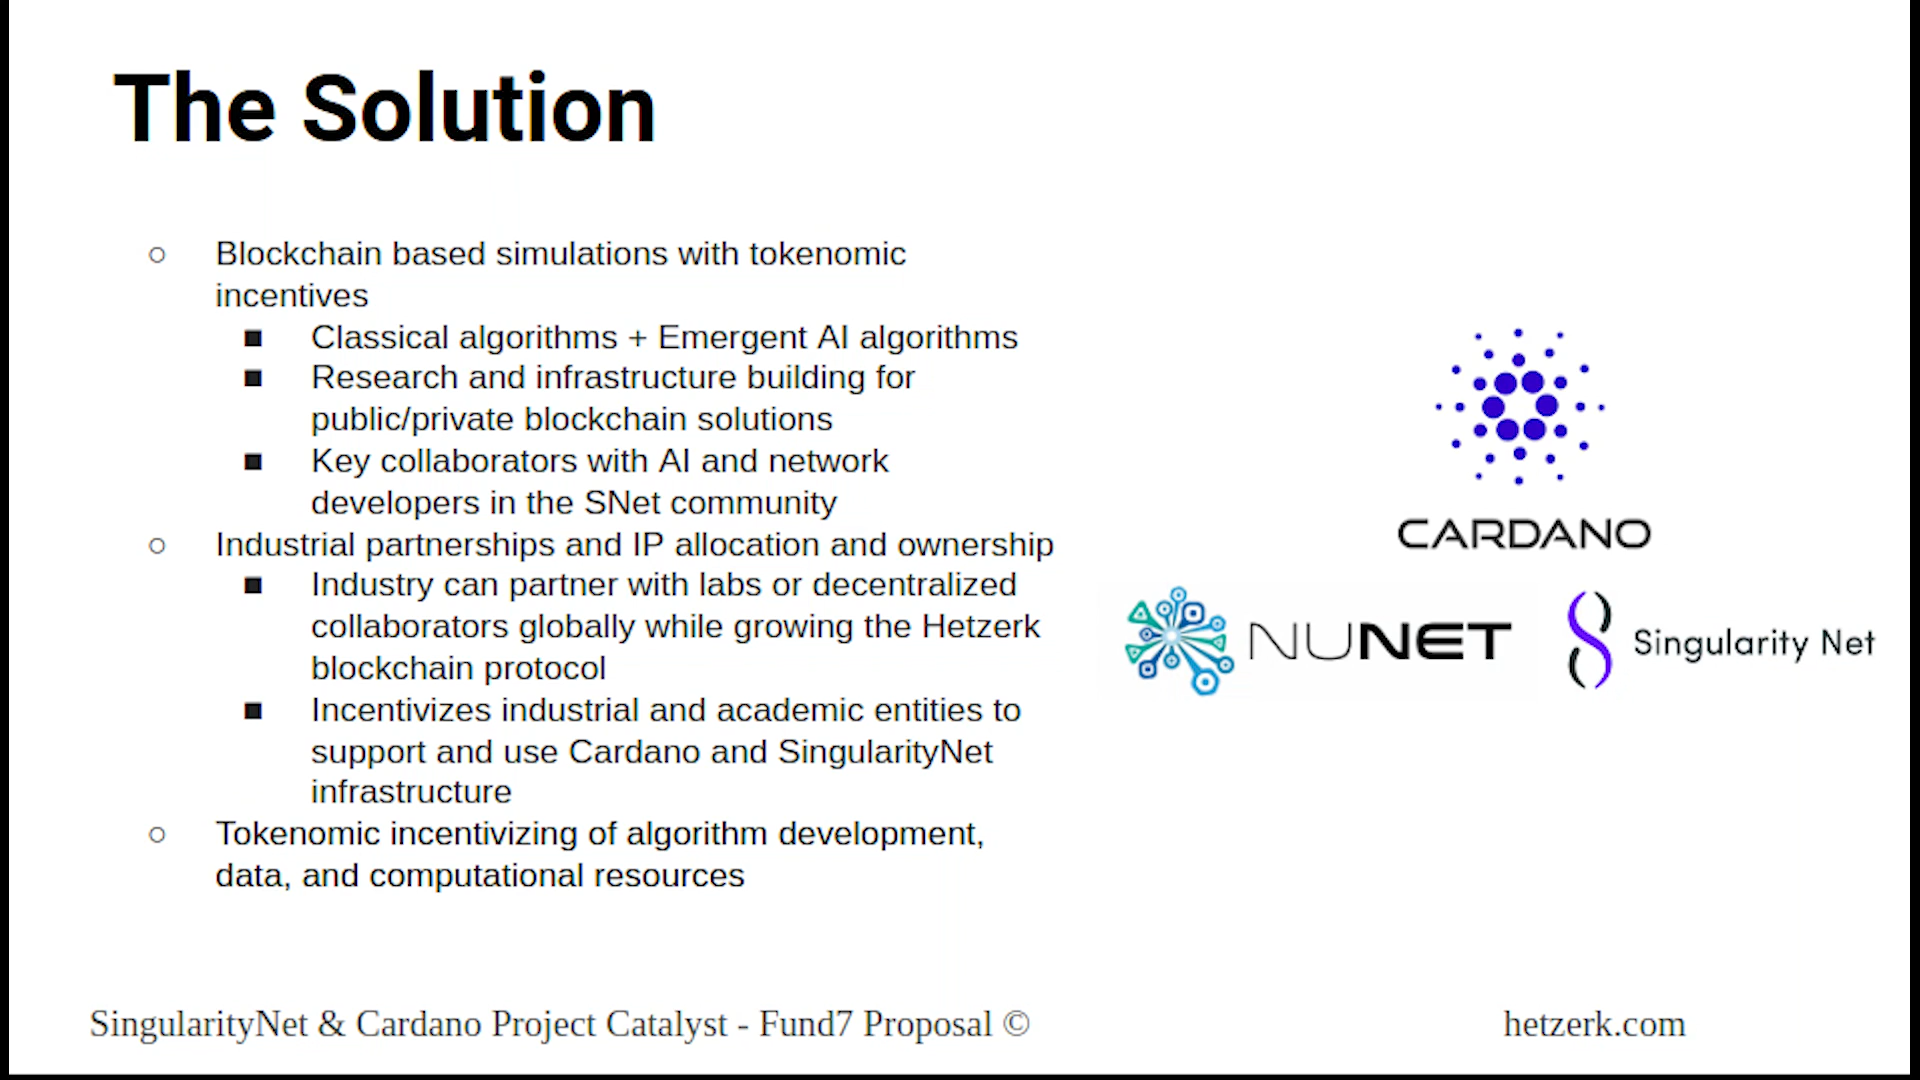 The Solution
○ Blockchain based simulations with tokenomic
incentives
■ Classical algorithms + Emergent AI algorithms
■ Research and infrastructure building for
public/private blockchain solutions
■ Key collaborators with AI and network
developers in the SNet community
○ Industrial partnerships and IP allocation and ownership
■ Industry can partner with labs or decentralized
collaborators globally while growing the Hetzerk
blockchain protocol
■ Incentivizes industrial and academic entities to
support and use Cardano and SingularityNet
infrastructure
○ Tokenomic incentivizing of algorithm development,
data, and computational resources
CARDANO
NUNET
Singularity Net
SingularityNet & Cardano Project Catalyst - Fund7 Proposal ©
hetzerk.com